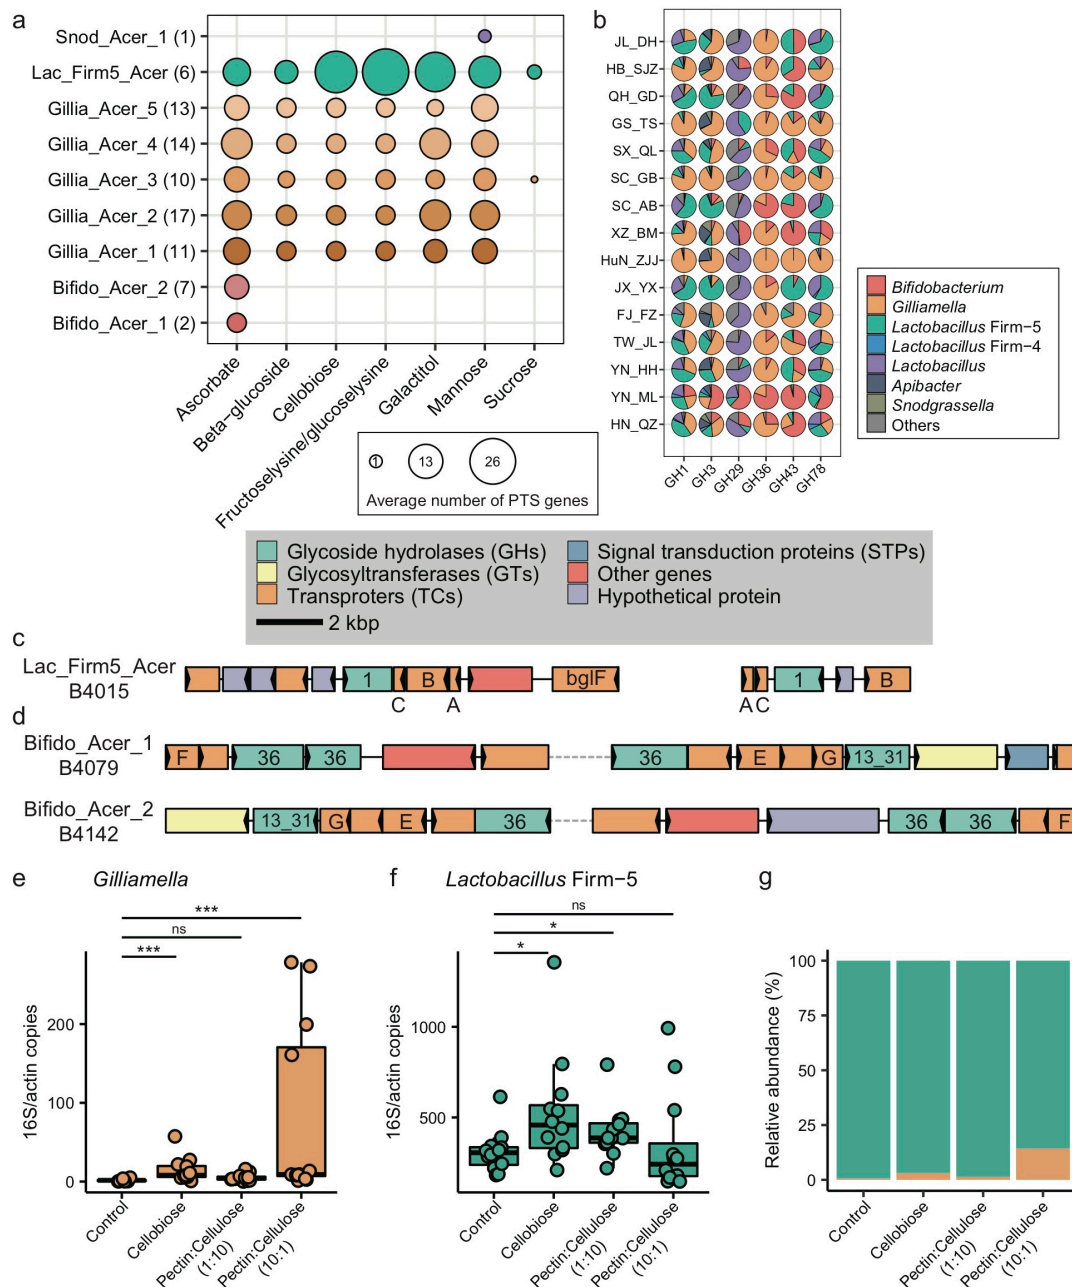 a
Snod_Acer_1 (1)
Lac_Firm5_Acer (6)
Gillia_Acer_5 (13)
Gillia_Acer_4 (14)
Gillia_Acer_3 (10)
Gillia_Acer_2 (17)
Gillia_Acer_1 (11)
Bifido_Acer_2 (7)
Bifido_Acer_1 (2)
Ascorbate
Beta−glucoside
Cellobiose
Fructoselysine/glucoselysine
Galactitol
Mannose
Sucrose
1
13
26
Average number of PTS genes
b
JL_DH
HB_SJZ
QH_GD
GS_TS
SX_QL
SC_GB
SC_AB
XZ_BM
HuN_ZJJ
JX_YX
FJ_FZ
TW_JL
YN_HH
YN_ML
HN_QZ
GH1
GH3
GH29
GH36
GH43
GH78
Bifidobacterium
Gilliamella
Lactobacillus Firm−5
Lactobacillus Firm−4
Lactobacillus
Apibacter
Snodgrassella
Others
Glycoside hydrolases (GHs)
Glycosyltransferases (GTs)
Transproters (TCs)
Signal transduction proteins (STPs)
Other genes
Hypothetical protein
2 kbp
c
Lac_Firm5_Acer
B4015
1
C
B
A
bglF
A
C
1
B
d
Bifido_Acer_1
B4079
F
36
36
36
E
G
13_31
Bifido_Acer_2
B4142
13_31
G
E
36
36
36
F
e
Gilliamella
***
ns
***
16S/actin copies
200
100
0
Control
Cellobiose
Pectin:Cellulose
(1:10)
Pectin:Cellulose
(10:1)
f
Lactobacillus Firm−5
ns
*
*
16S/actin copies
1000
500
Control
Cellobiose
Pectin:Cellulose
(1:10)
Pectin:Cellulose
(10:1)
g
Relative abundance (%)
100
75
50
25
0
Control
Cellobiose
Pectin:Cellulose
(1:10)
Pectin:Cellulose
(10:1)